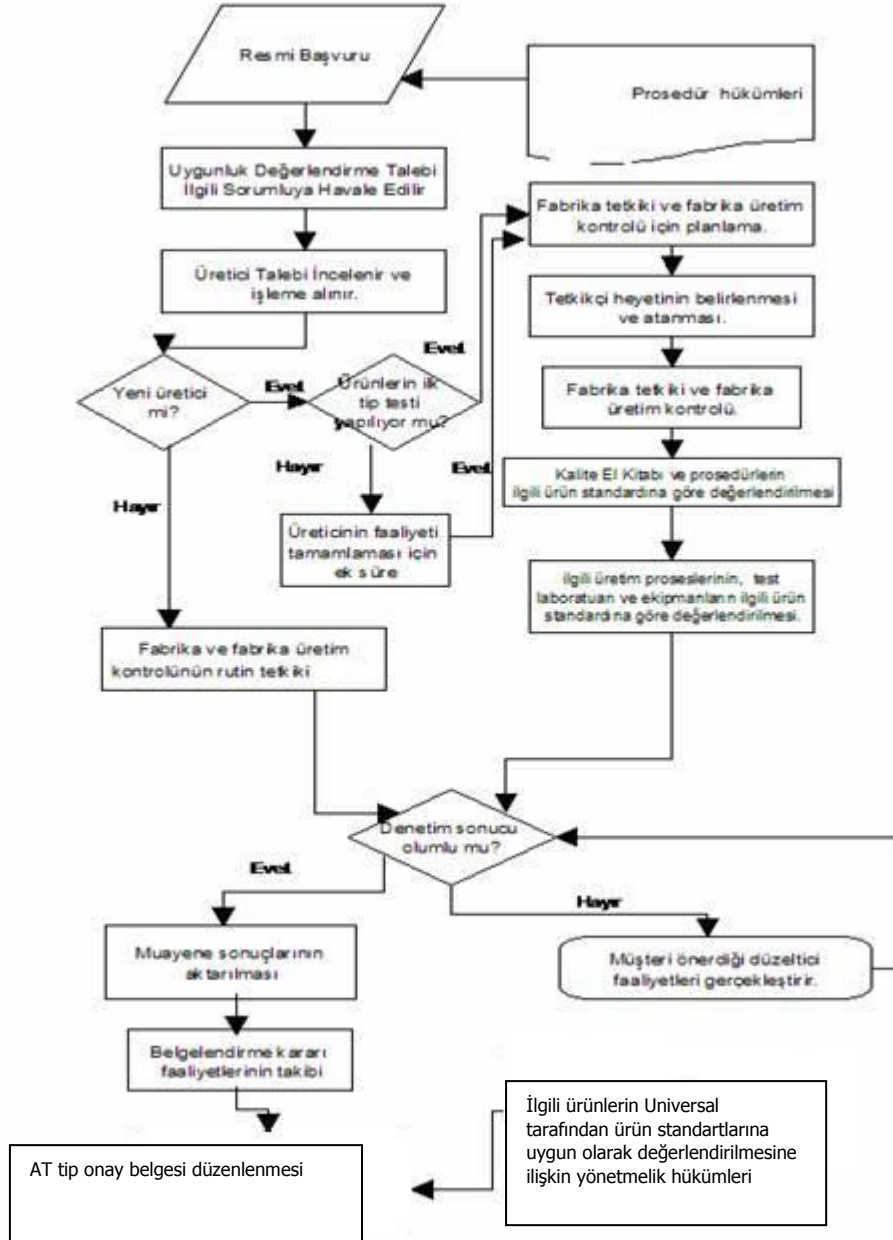 Resmi Başvuru
Prosedür hükümleri
Uygunluk Değerlendirme Talebi
İlgili Sorumluya Havale Edilir
Fabrika tetkiki ve fabrika üretim
kontrolü için planlama.
Üretici Talebi İncelenir ve
işleme alınır.
Tetkikçi heyetinin belirlenmesi
ve atanması.
Evet
Yeni üretici
mi?
Evet
Ürünlerin ilk
tip testi
yapılıyor mu?
Fabrika tetkiki ve fabrika
üretim kontrolü.
Hayır
Evet
Hayır
Kalite El Kitabı ve prosedürlerin
ilgili ürün standardına göre değerlendirilmesi
Üreticinin faaliyeti
tamamlaması için
ek süre
ilgili üretim proseslerinin, test
laboratuarı ve ekipmanların ilgili ürün
standardına göre değerlendirilmesi.
Fabrika ve fabrika üretim
kontrolünün rutin tetkiki
Denetim sonucu
olumlu mu?
Evet
Hayır
Muayene sonuçlarının
aktarılması
Müşteri önerdiği düzeltici
faaliyetleri gerçekleştirir.
Belgelendirme kararı
faaliyetlerinin takibi
AT tip onay belgesi düzenlenmesi
İlgili ürünlerin Universal
tarafından ürün standartlarına
uygun olarak değerlendirilmesine
ilişkin yönetmelik hükümleri